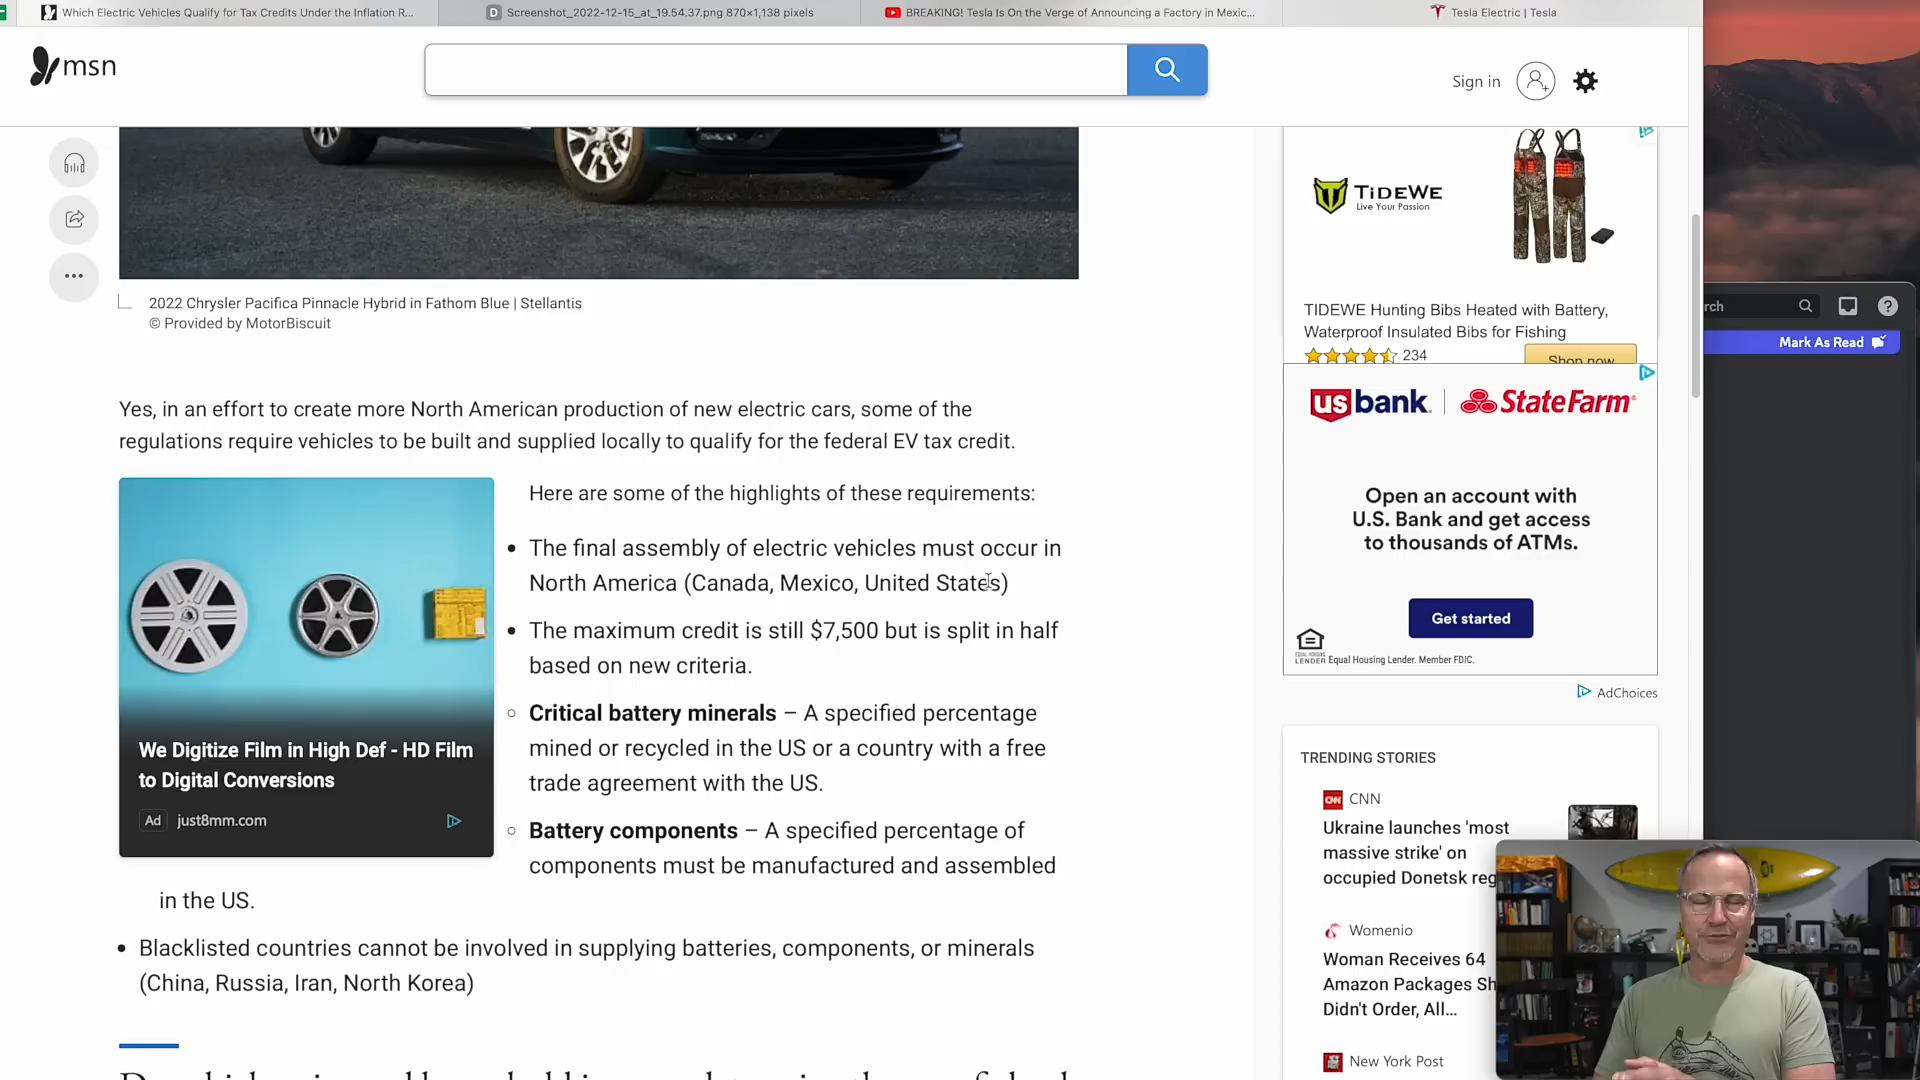 Which Electric Vehicles Qualify for Tax Credits Under the Inflation R...
Screenshot_2022-12-15_at_19.54.37.png 870×1,138 pixels
BREAKING! Tesla Is On the Verge of Announcing a Factory in Mexic...
Tesla Electric | Tesla
msn
Sign in
2022 Chrysler Pacifica Pinnacle Hybrid in Fathom Blue | Stellantis
© Provided by MotorBiscuit
Yes, in an effort to create more North American production of new electric cars, some of the
regulations require vehicles to be built and supplied locally to qualify for the federal EV tax credit.
We Digitize Film in High Def - HD Film
to Digital Conversions
Ad just8mm.com
Here are some of the highlights of these requirements:
The final assembly of electric vehicles must occur in
North America (Canada, Mexico, United States)
The maximum credit is still $7,500 but is split in half
based on new criteria.
Critical battery minerals – A specified percentage
mined or recycled in the US or a country with a free
trade agreement with the US.
Battery components – A specified percentage of
components must be manufactured and assembled
in the US.
Blacklisted countries cannot be involved in supplying batteries, components, or minerals
(China, Russia, Iran, North Korea)
TIDEWE
Live Your Passion
TIDEWE Hunting Bibs Heated with Battery,
Waterproof Insulated Bibs for Fishing
234
Shop now
us bank. StateFarm
Open an account with
U.S. Bank and get access
to thousands of ATMs.
Get started
EQUAL HOUSING
LENDER Equal Housing Lender. Member FDIC.
AdChoices
TRENDING STORIES
CNN
Ukraine launches 'most
massive strike' on
occupied Donetsk reg
Womenio
Woman Receives 64
Amazon Packages Sh
Didn't Order, All...
New York Post
rch
Mark As Read